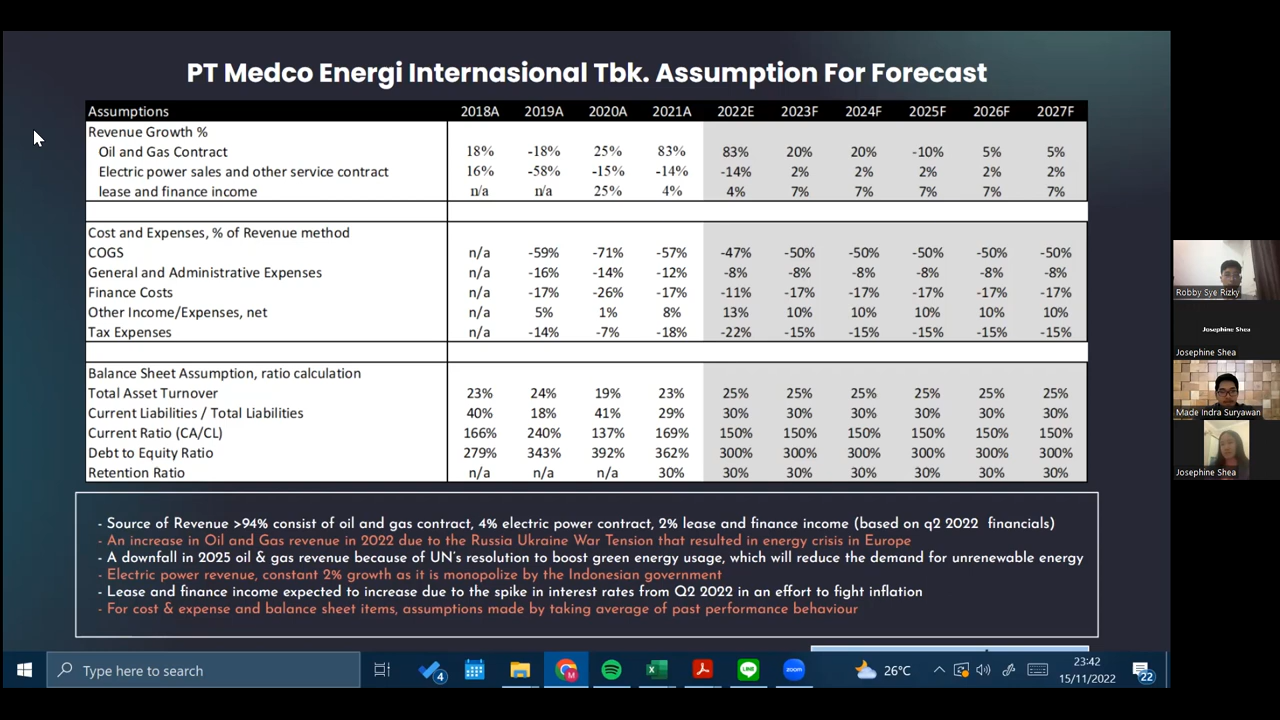 PT Medco Energi Internasional Tbk. Assumption For Forecast
Assumptions 2018A 2019A 2020A 2021A 2022E 2023F 2024F 2025F 2026F 2027F
Revenue Growth %
Oil and Gas Contract 18% -18% 25% 83% 83% 20% 20% -10% 5% 5%
Electric power sales and other service contract 16% -58% -15% -14% -14% 2% 2% 2% 2% 2%
lease and finance income n/a n/a 25% 4% 4% 7% 7% 7% 7% 7%
Cost and Expenses, % of Revenue method
COGS n/a -59% -71% -57% -47% -50% -50% -50% -50% -50%
General and Administrative Expenses n/a -16% -14% -12% -8% -8% -8% -8% -8% -8%
Finance Costs n/a -17% -26% -17% -11% -17% -17% -17% -17% -17%
Other Income/Expenses, net n/a 5% 1% 8% 13% 10% 10% 10% 10% 10%
Tax Expenses n/a -14% -7% -18% -22% -15% -15% -15% -15% -15%
Balance Sheet Assumption, ratio calculation
Total Asset Turnover 23% 24% 19% 23% 25% 25% 25% 25% 25% 25%
Current Liabilities / Total Liabilities 40% 18% 41% 29% 30% 30% 30% 30% 30% 30%
Current Ratio (CA/CL) 166% 240% 137% 169% 150% 150% 150% 150% 150% 150%
Debt to Equity Ratio 279% 343% 392% 362% 300% 300% 300% 300% 300% 300%
Retention Ratio n/a n/a n/a 30% 30% 30% 30% 30% 30% 30%
- Source of Revenue >94% consist of oil and gas contract, 4% electric power contract, 2% lease and finance income (based on q2 2022 financials)
- An increase in Oil and Gas revenue in 2022 due to the Russia Ukraine War Tension that resulted in energy crisis in Europe
- A downfall in 2025 oil & gas revenue because of UN's resolution to boost green energy usage, which will reduce the demand for unrenewable energy
- Electric power revenue, constant 2% growth as it is monopolize by the Indonesian government
- Lease and finance income expected to increase due to the spike in interest rates from Q2 2022 in an effort to fight inflation
- For cost & expense and balance sheet items, assumptions made by taking average of past performance behaviour
Robby Sye Rizky
Josephine Shea
Josephine Shea
Made Indra Suryawan
Josephine Shea
Type here to search
4
M
LINE
zoom
26°C
23:42
15/11/2022
22